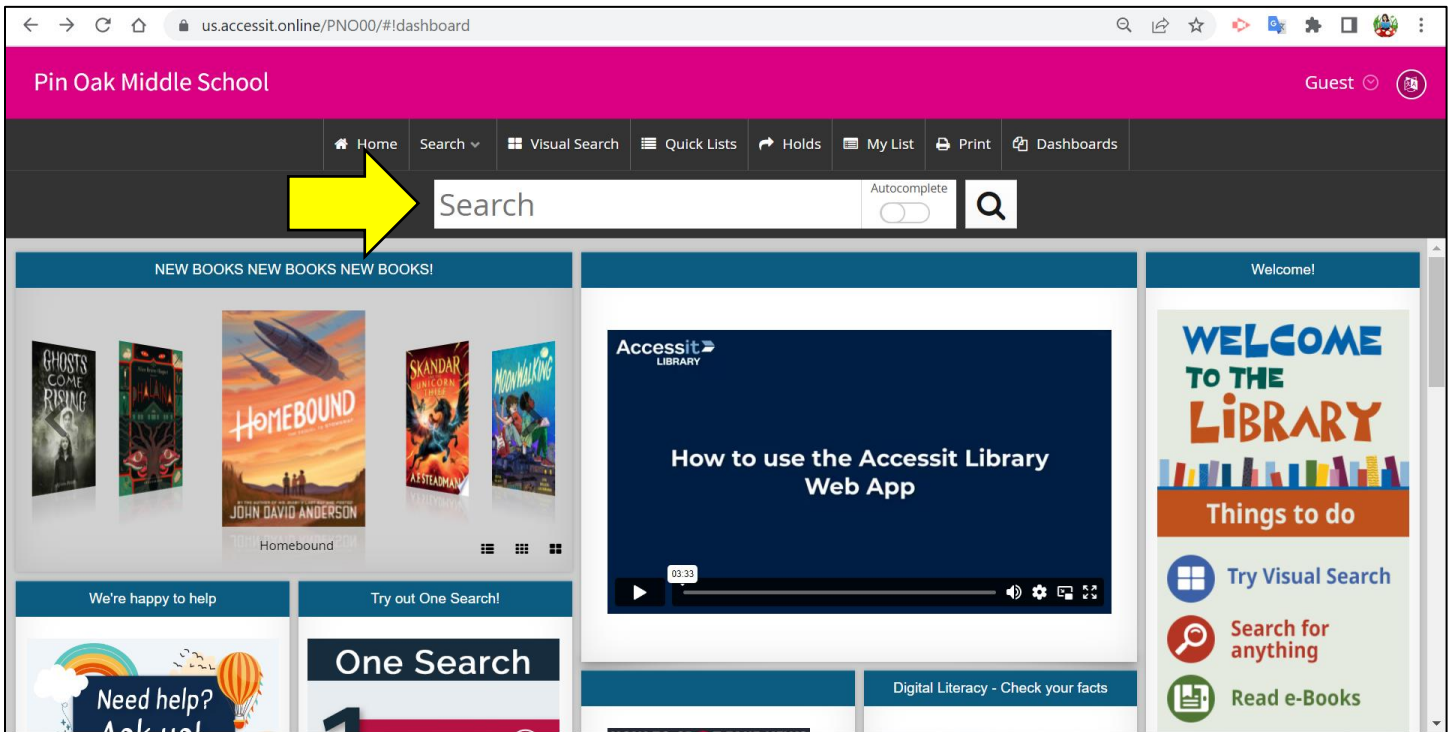 us.accessit.online/PNO00/#!dashboard
Pin Oak Middle School
Guest
Home Search Visual Search Quick Lists Holds My List Print Dashboards
Search
Autocomplete
NEW BOOKS NEW BOOKS NEW BOOKS!
GHOSTS
COME
RISING
HOMEBOUND
JOHN DAVID ANDERSON
SKANDAR
UNICORN
THIEF
A.F. STEADMAN
MOONWALKING
Homebound
Accessit
LIBRARY
How to use the Accessit Library
Web App
03:33
Welcome!
WELCOME
TO THE
LiBRARY
Things to do
Try Visual Search
Search for
anything
Read e-Books
We're happy to help
Need help?
Ask us!
Try out One Search!
One Search
1
Digital Literacy - Check your facts